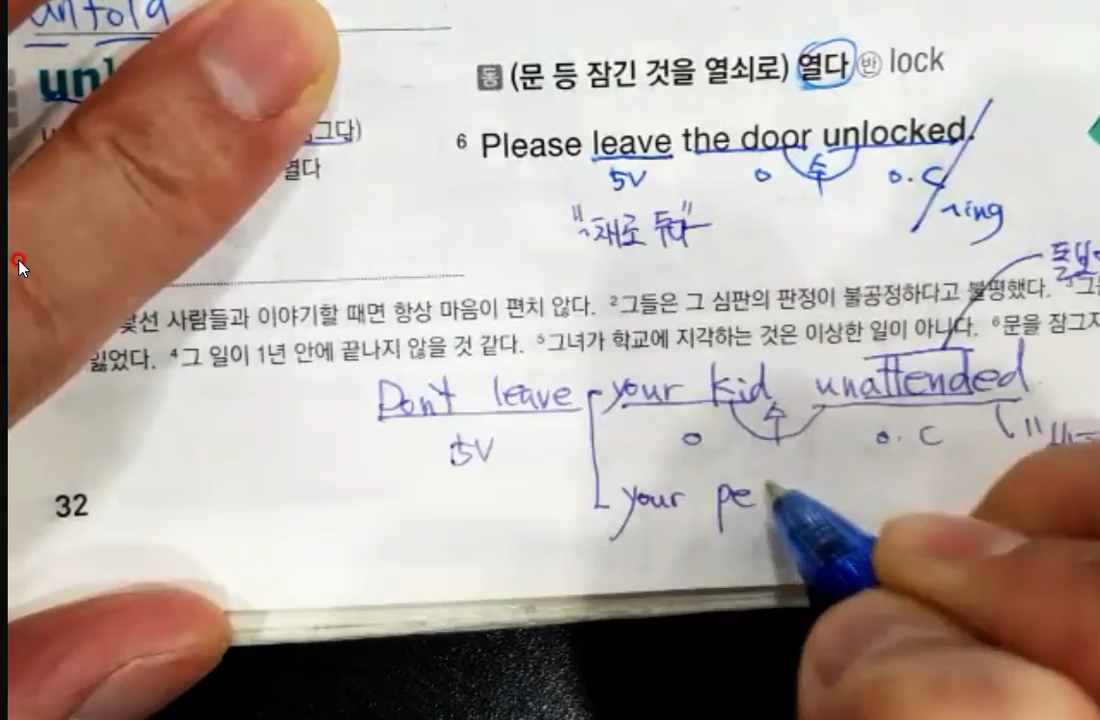 unfold
un
동 (문 등 잠긴 것을 열쇠로) 열다 반 lock
그다)
열다
6 Please leave the door unlocked.
5V O 수 O.C
~ing
"~채로 두다"
낯선 사람들과 이야기할 때면 항상 마음이 편치 않다. 2 그들은 그 심판의 판정이 불공정하다고 불평했다. 3
잃었다. 4 그 일이 1년 안에 끝나지 않을 것 같다. 5 그녀가 학교에 지각하는 것은 이상한 일이 아니다. 6 문을 잠그지
Don't leave your kid unattended
5V O 수 O.C
your pe
32